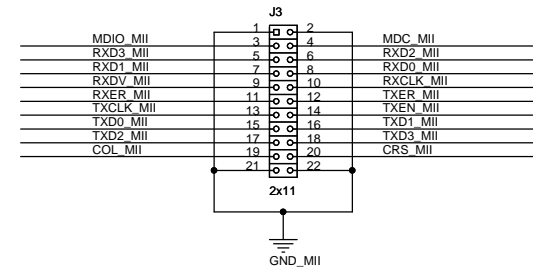 J3
1 2
MDIO_MII 3 4 MDC_MII
RXD3_MII 5 6 RXD2_MII
RXD1_MII 7 8 RXD0_MII
RXDV_MII 9 10 RXCLK_MII
RXER_MII 11 12 TXER_MII
TXCLK_MII 13 14 TXEN_MII
TXD0_MII 15 16 TXD1_MII
TXD2_MII 17 18 TXD3_MII
COL_MII 19 20 CRS_MII
21 22
2x11
GND_MII